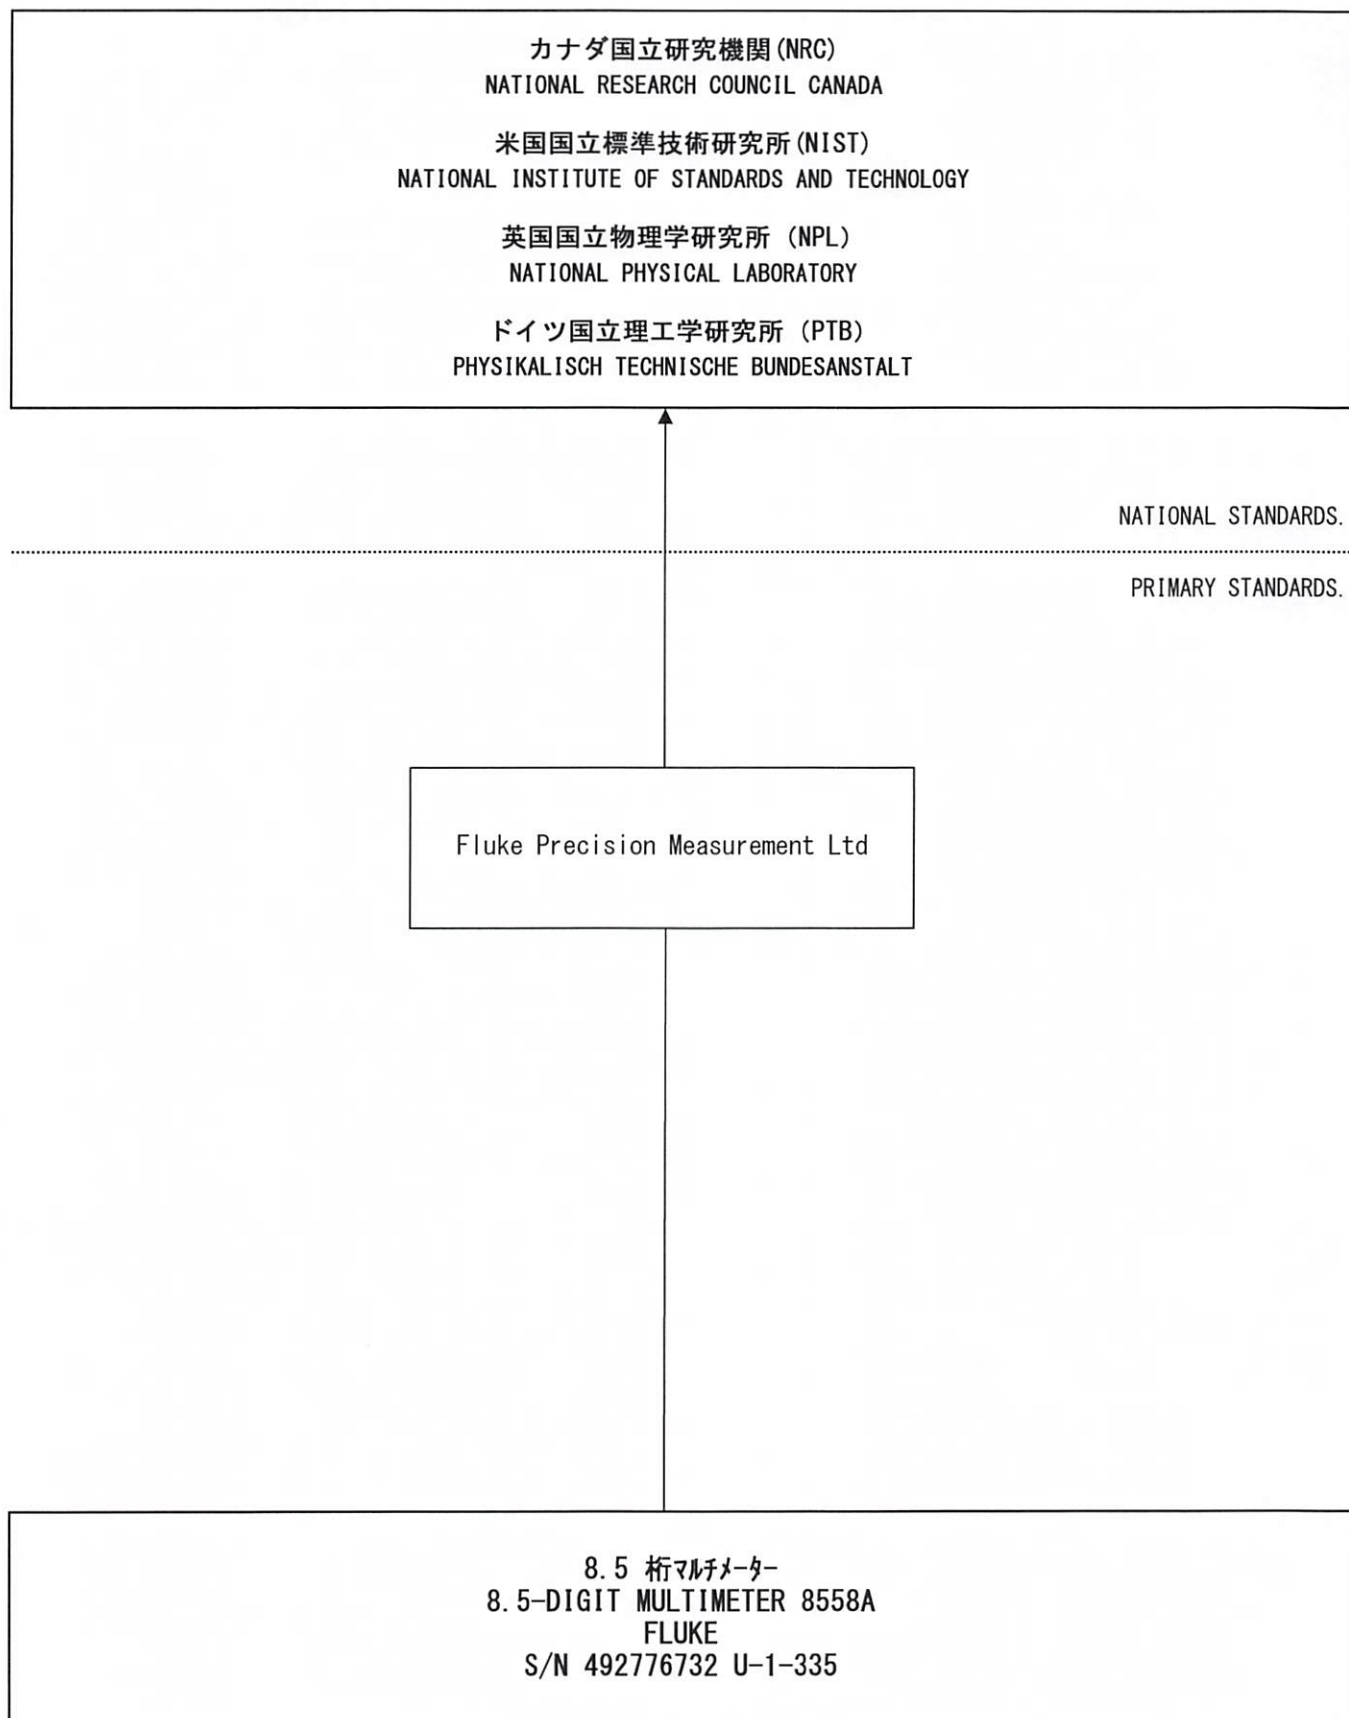 カナダ国立研究機関(NRC)
NATIONAL RESEARCH COUNCIL CANADA
米国国立標準技術研究所(NIST)
NATIONAL INSTITUTE OF STANDARDS AND TECHNOLOGY
英国国立物理学研究所 (NPL)
NATIONAL PHYSICAL LABORATORY
ドイツ国立理工学研究所 (PTB)
PHYSIKALISCH TECHNISCHE BUNDESANSTALT
NATIONAL STANDARDS.
PRIMARY STANDARDS.
Fluke Precision Measurement Ltd
8.5 桁ﾏﾙﾁﾒｰﾀｰ
8.5-DIGIT MULTIMETER 8558A
FLUKE
S/N 492776732 U-1-335